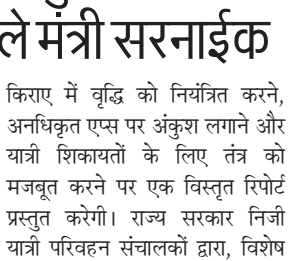 ले मंत्री सरनाईक
किराए में वृद्धि को नियंत्रित करने,
अनधिकृत एप्स पर अंकुश लगाने और
यात्री शिकायतों के लिए तंत्र को
मजबूत करने पर एक विस्तृत रिपोर्ट
प्रस्तुत करेगी। राज्य सरकार निजी
यात्री परिवहन संचालकों द्वारा, विशेष